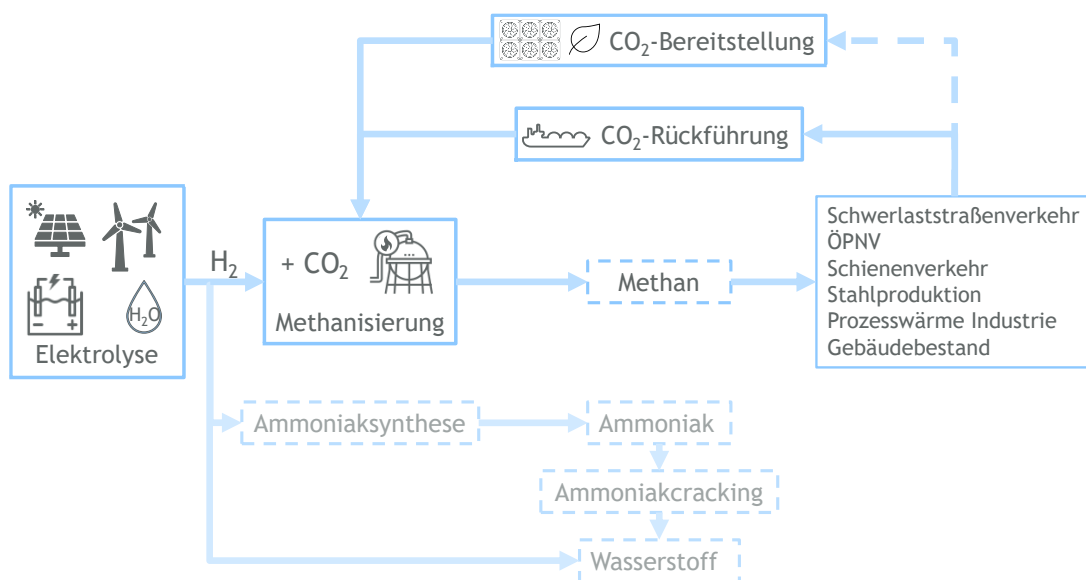 CO₂-Bereitstellung
CO₂-Rückführung
H₂O
- +
Elektrolyse
H₂
+ CO₂
Methanisierung
Methan
Schwerlaststraßenverkehr
ÖPNV
Schienenverkehr
Stahlproduktion
Prozesswärme Industrie
Gebäudebestand
Ammoniaksynthese
Ammoniak
Ammoniakcracking
Wasserstoff